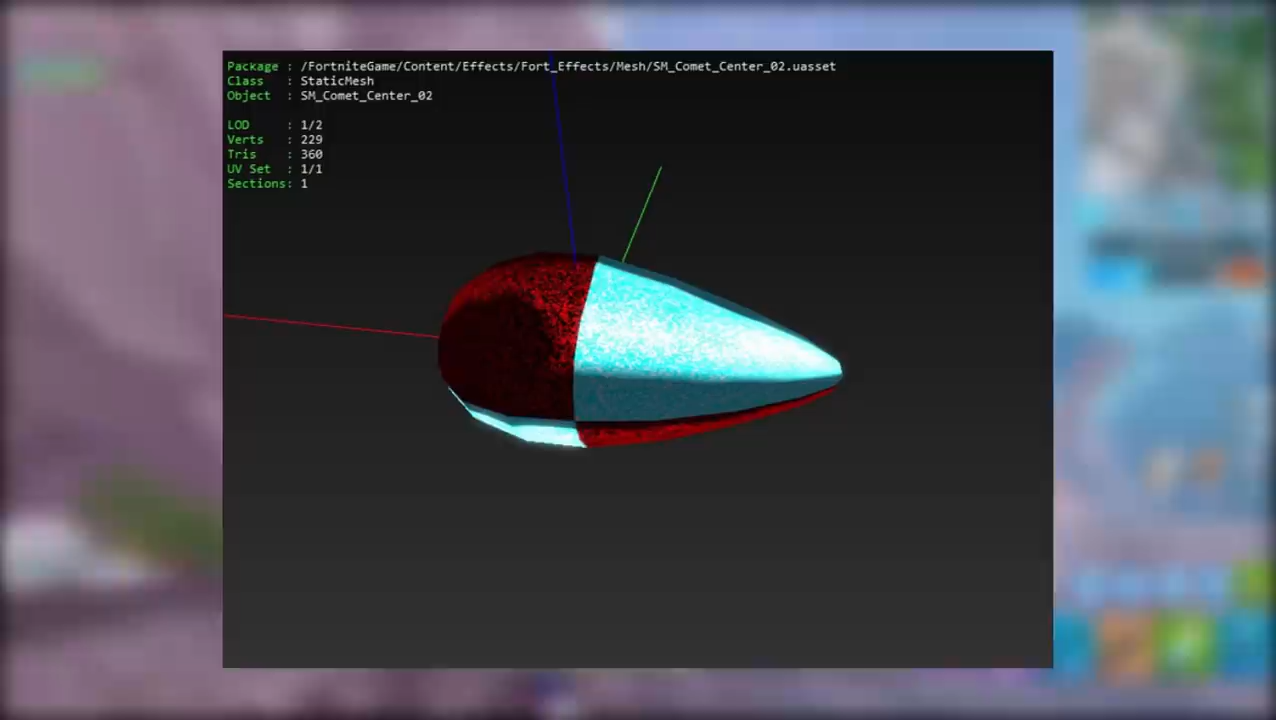 Package : /FortniteGame/Content/Effects/Fort_Effects/Mesh/SM_Comet_Center_02.uasset
Class : StaticMesh
Object : SM_Comet_Center_02
LOD : 1/2
Verts : 229
Tris : 360
UV Set : 1/1
Sections: 1